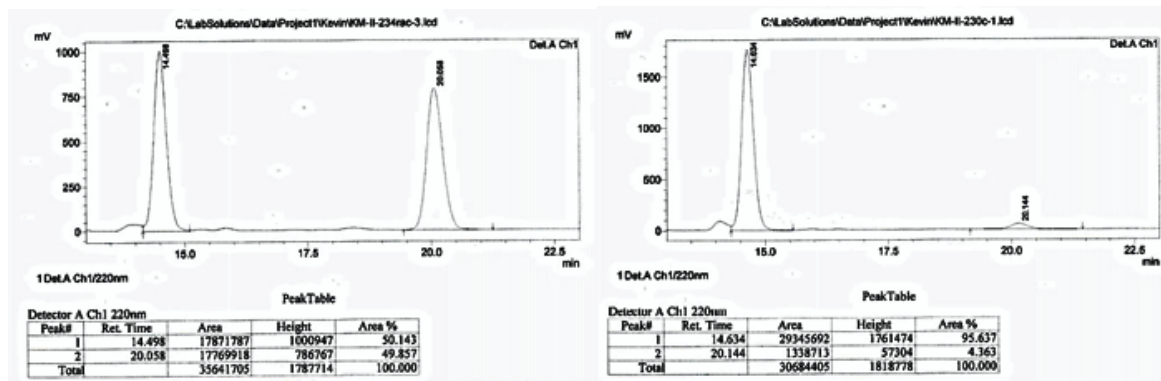 C:\LabSolutions\Data\Project1\Kevin\KM-II-234rac-3.lcd
mV
Det.A Ch1
1000
750
500
250
0
14.498
20.058
15.0
17.5
20.0
22.5
min
1 Det.A Ch1/220nm
PeakTable
Detector A Ch1 220nm
Peak# Ret. Time Area Height Area %
1 14.498 17871787 1000947 50.143
2 20.058 17769918 786767 49.857
Total 35641705 1787714 100.000
C:\LabSolutions\Data\Project1\Kevin\KM-II-230c-1.lcd
mV
Det.A Ch1
1500
1000
500
0
14.634
20.144
15.0
17.5
20.0
22.5
min
1 Det.A Ch1/220nm
PeakTable
Detector A Ch1 220nm
Peak# Ret. Time Area Height Area %
1 14.634 29345692 1761474 95.637
2 20.144 1338713 57304 4.363
Total 30684405 1818778 100.000